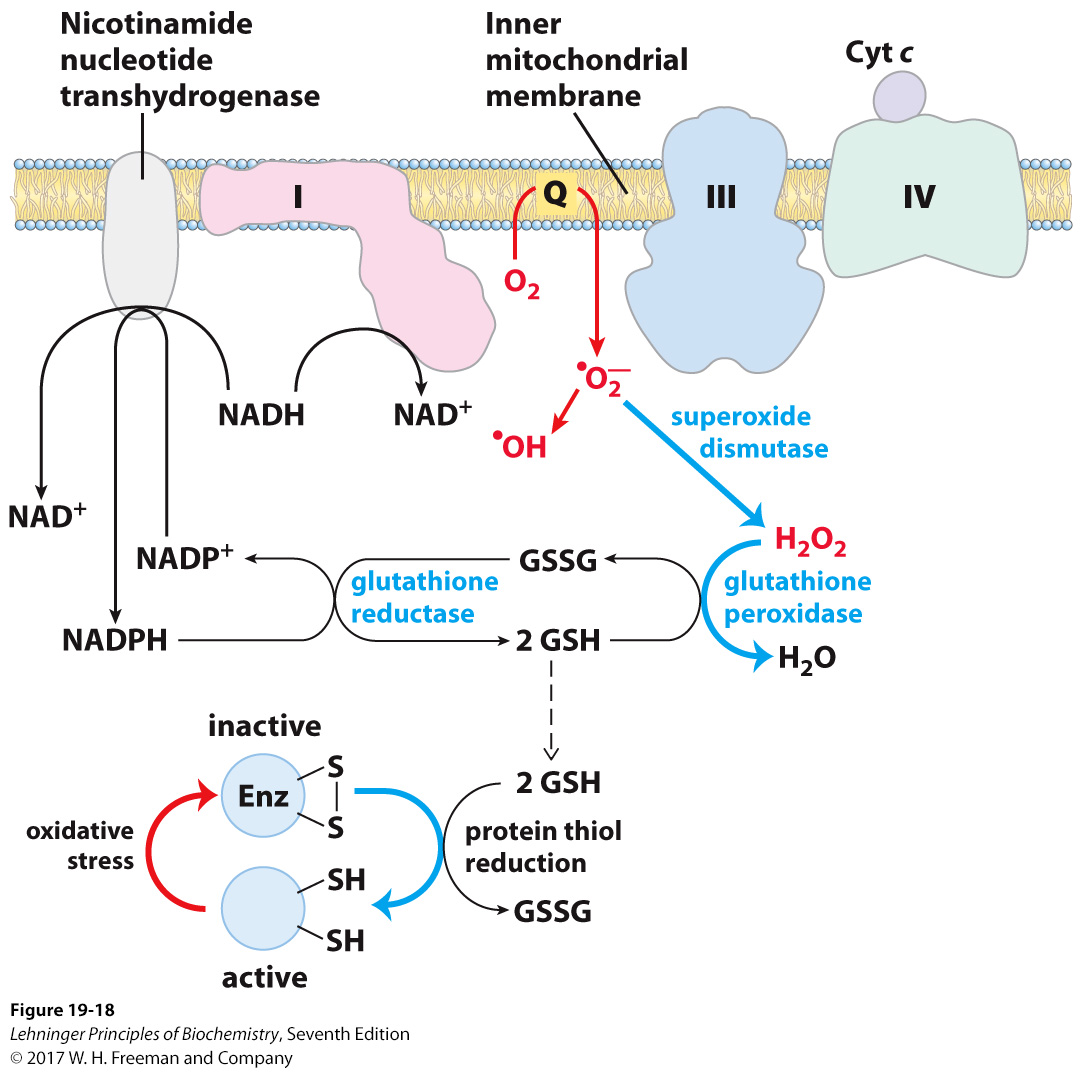 Nicotinamide
nucleotide
transhydrogenase
Inner
mitochondrial
membrane
Cyt c
I
Q
III
IV
O₂
•O₂⁻
•OH
NADH
NAD⁺
superoxide
dismutase
NAD⁺
H₂O₂
NADP⁺
GSSG
glutathione
reductase
glutathione
peroxidase
NADPH
2 GSH
H₂O
inactive
Enz
S
S
2 GSH
oxidative
stress
protein thiol
reduction
SH
SH
GSSG
active
Figure 19-18
Lehninger Principles of Biochemistry, Seventh Edition
© 2017 W. H. Freeman and Company